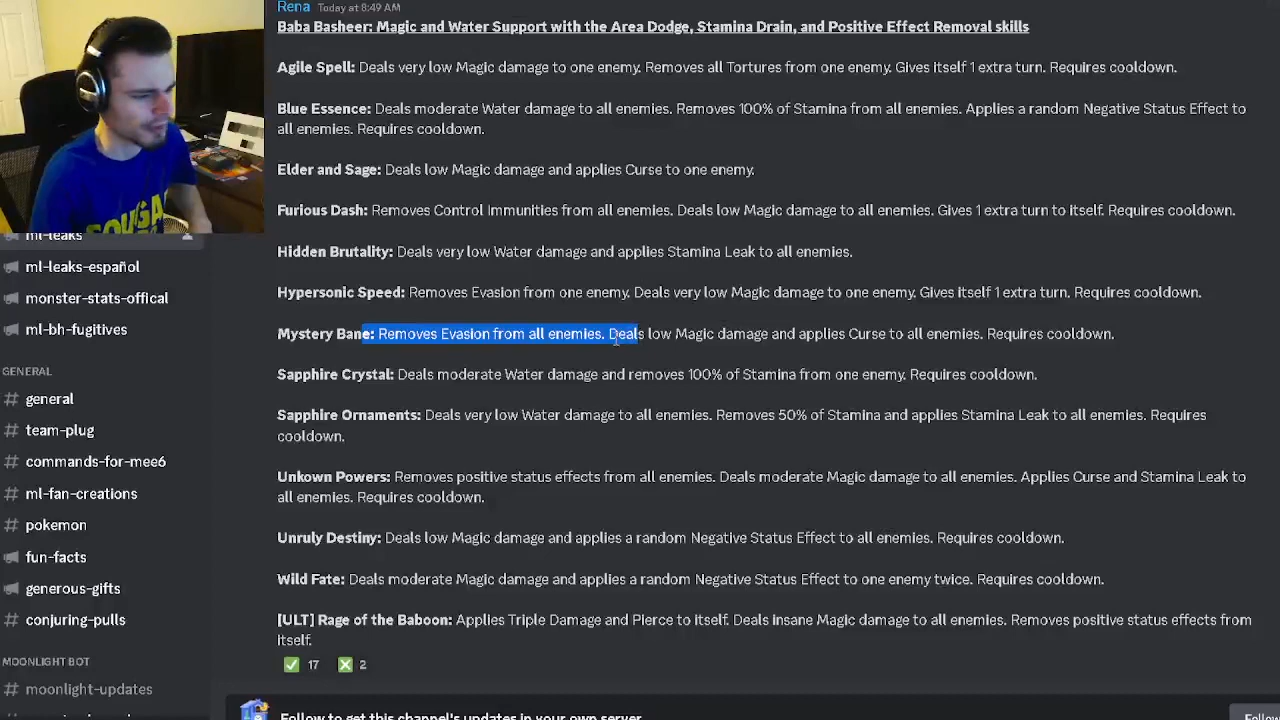 Rena Today at 8:49 AM
Baba Basheer: Magic and Water Support with the Area Dodge, Stamina Drain, and Positive Effect Removal skills
Agile Spell: Deals very low Magic damage to one enemy. Removes all Tortures from one enemy. Gives itself 1 extra turn. Requires cooldown.
Blue Essence: Deals moderate Water damage to all enemies. Removes 100% of Stamina from all enemies. Applies a random Negative Status Effect to
all enemies. Requires cooldown.
Elder and Sage: Deals low Magic damage and applies Curse to one enemy.
Furious Dash: Removes Control Immunities from all enemies. Deals low Magic damage to all enemies. Gives 1 extra turn to itself. Requires cooldown.
Hidden Brutality: Deals very low Water damage and applies Stamina Leak to all enemies.
Hypersonic Speed: Removes Evasion from one enemy. Deals very low Magic damage to one enemy. Gives itself 1 extra turn. Requires cooldown.
Mystery Bane: Removes Evasion from all enemies. Deals low Magic damage and applies Curse to all enemies. Requires cooldown.
Sapphire Crystal: Deals moderate Water damage and removes 100% of Stamina from one enemy. Requires cooldown.
Sapphire Ornaments: Deals very low Water damage to all enemies. Removes 50% of Stamina and applies Stamina Leak to all enemies. Requires
cooldown.
Unkown Powers: Removes positive status effects from all enemies. Deals moderate Magic damage to all enemies. Applies Curse and Stamina Leak to
all enemies. Requires cooldown.
Unruly Destiny: Deals low Magic damage and applies a random Negative Status Effect to all enemies. Requires cooldown.
Wild Fate: Deals moderate Magic damage and applies a random Negative Status Effect to one enemy twice. Requires cooldown.
[ULT] Rage of the Baboon: Applies Triple Damage and Pierce to itself. Deals insane Magic damage to all enemies. Removes positive status effects from
itself.
17 2
Follow to get this channel's updates in your own server.
Follow
ml-leaks
ml-leaks-español
monster-stats-offical
ml-bh-fugitives
GENERAL
general
team-plug
commands-for-mee6
ml-fan-creations
pokemon
fun-facts
generous-gifts
conjuring-pulls
MOONLIGHT BOT
moonlight-updates